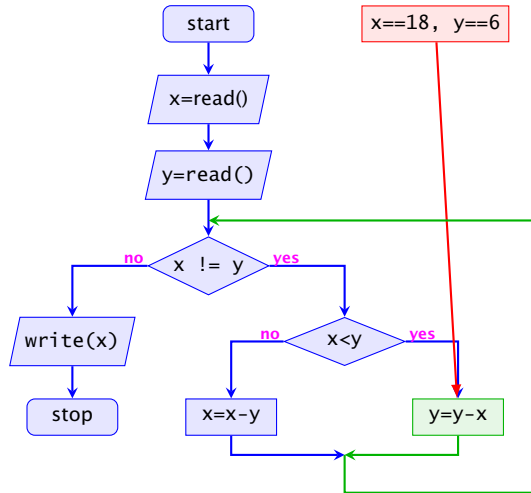 start
x==18, y==6
x=read()
y=read()
no
x != y
yes
write(x)
no
x<y
yes
stop
x=x-y
y=y-x